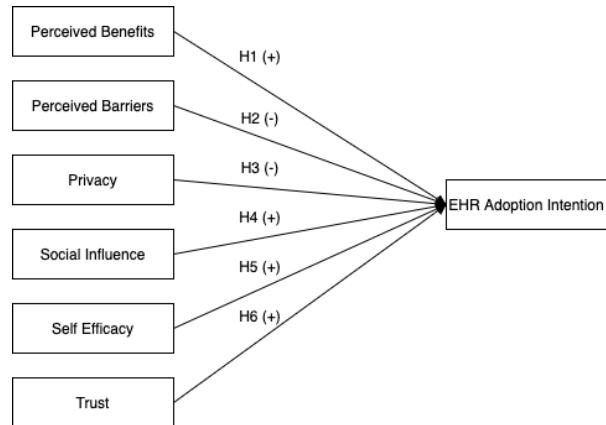 Perceived Benefits
H1 (+)
Perceived Barriers
H2 (-)
Privacy
H3 (-)
EHR Adoption Intention
H4 (+)
Social Influence
H5 (+)
Self Efficacy
H6 (+)
Trust